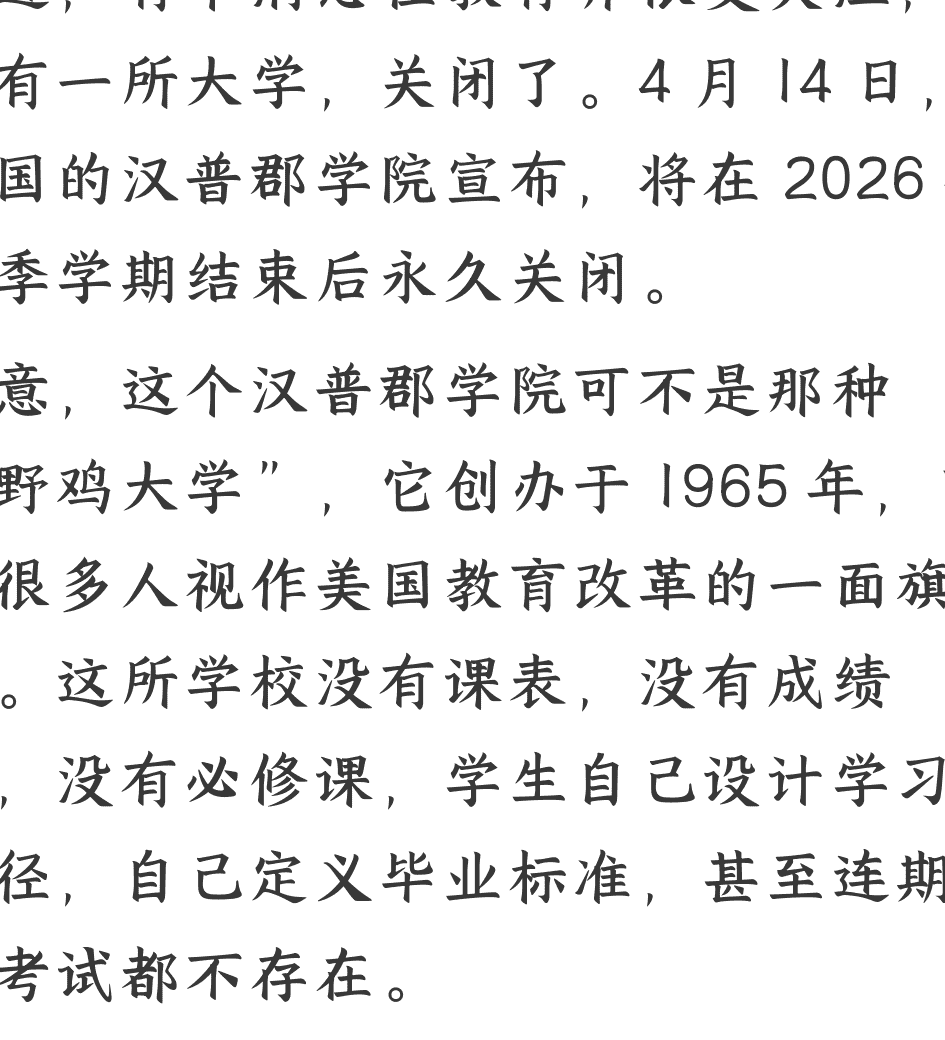 有一所大学，关闭了。4 月 14 日，
国的汉普郡学院宣布，将在 2026
季学期结束后永久关闭。
意，这个汉普郡学院可不是那种
野鸡大学”，它创办于 1965 年，
很多人视作美国教育改革的一面旗
。这所学校没有课表，没有成绩
，没有必修课，学生自己设计学习
径，自己定义毕业标准，甚至连期
考试都不存在。